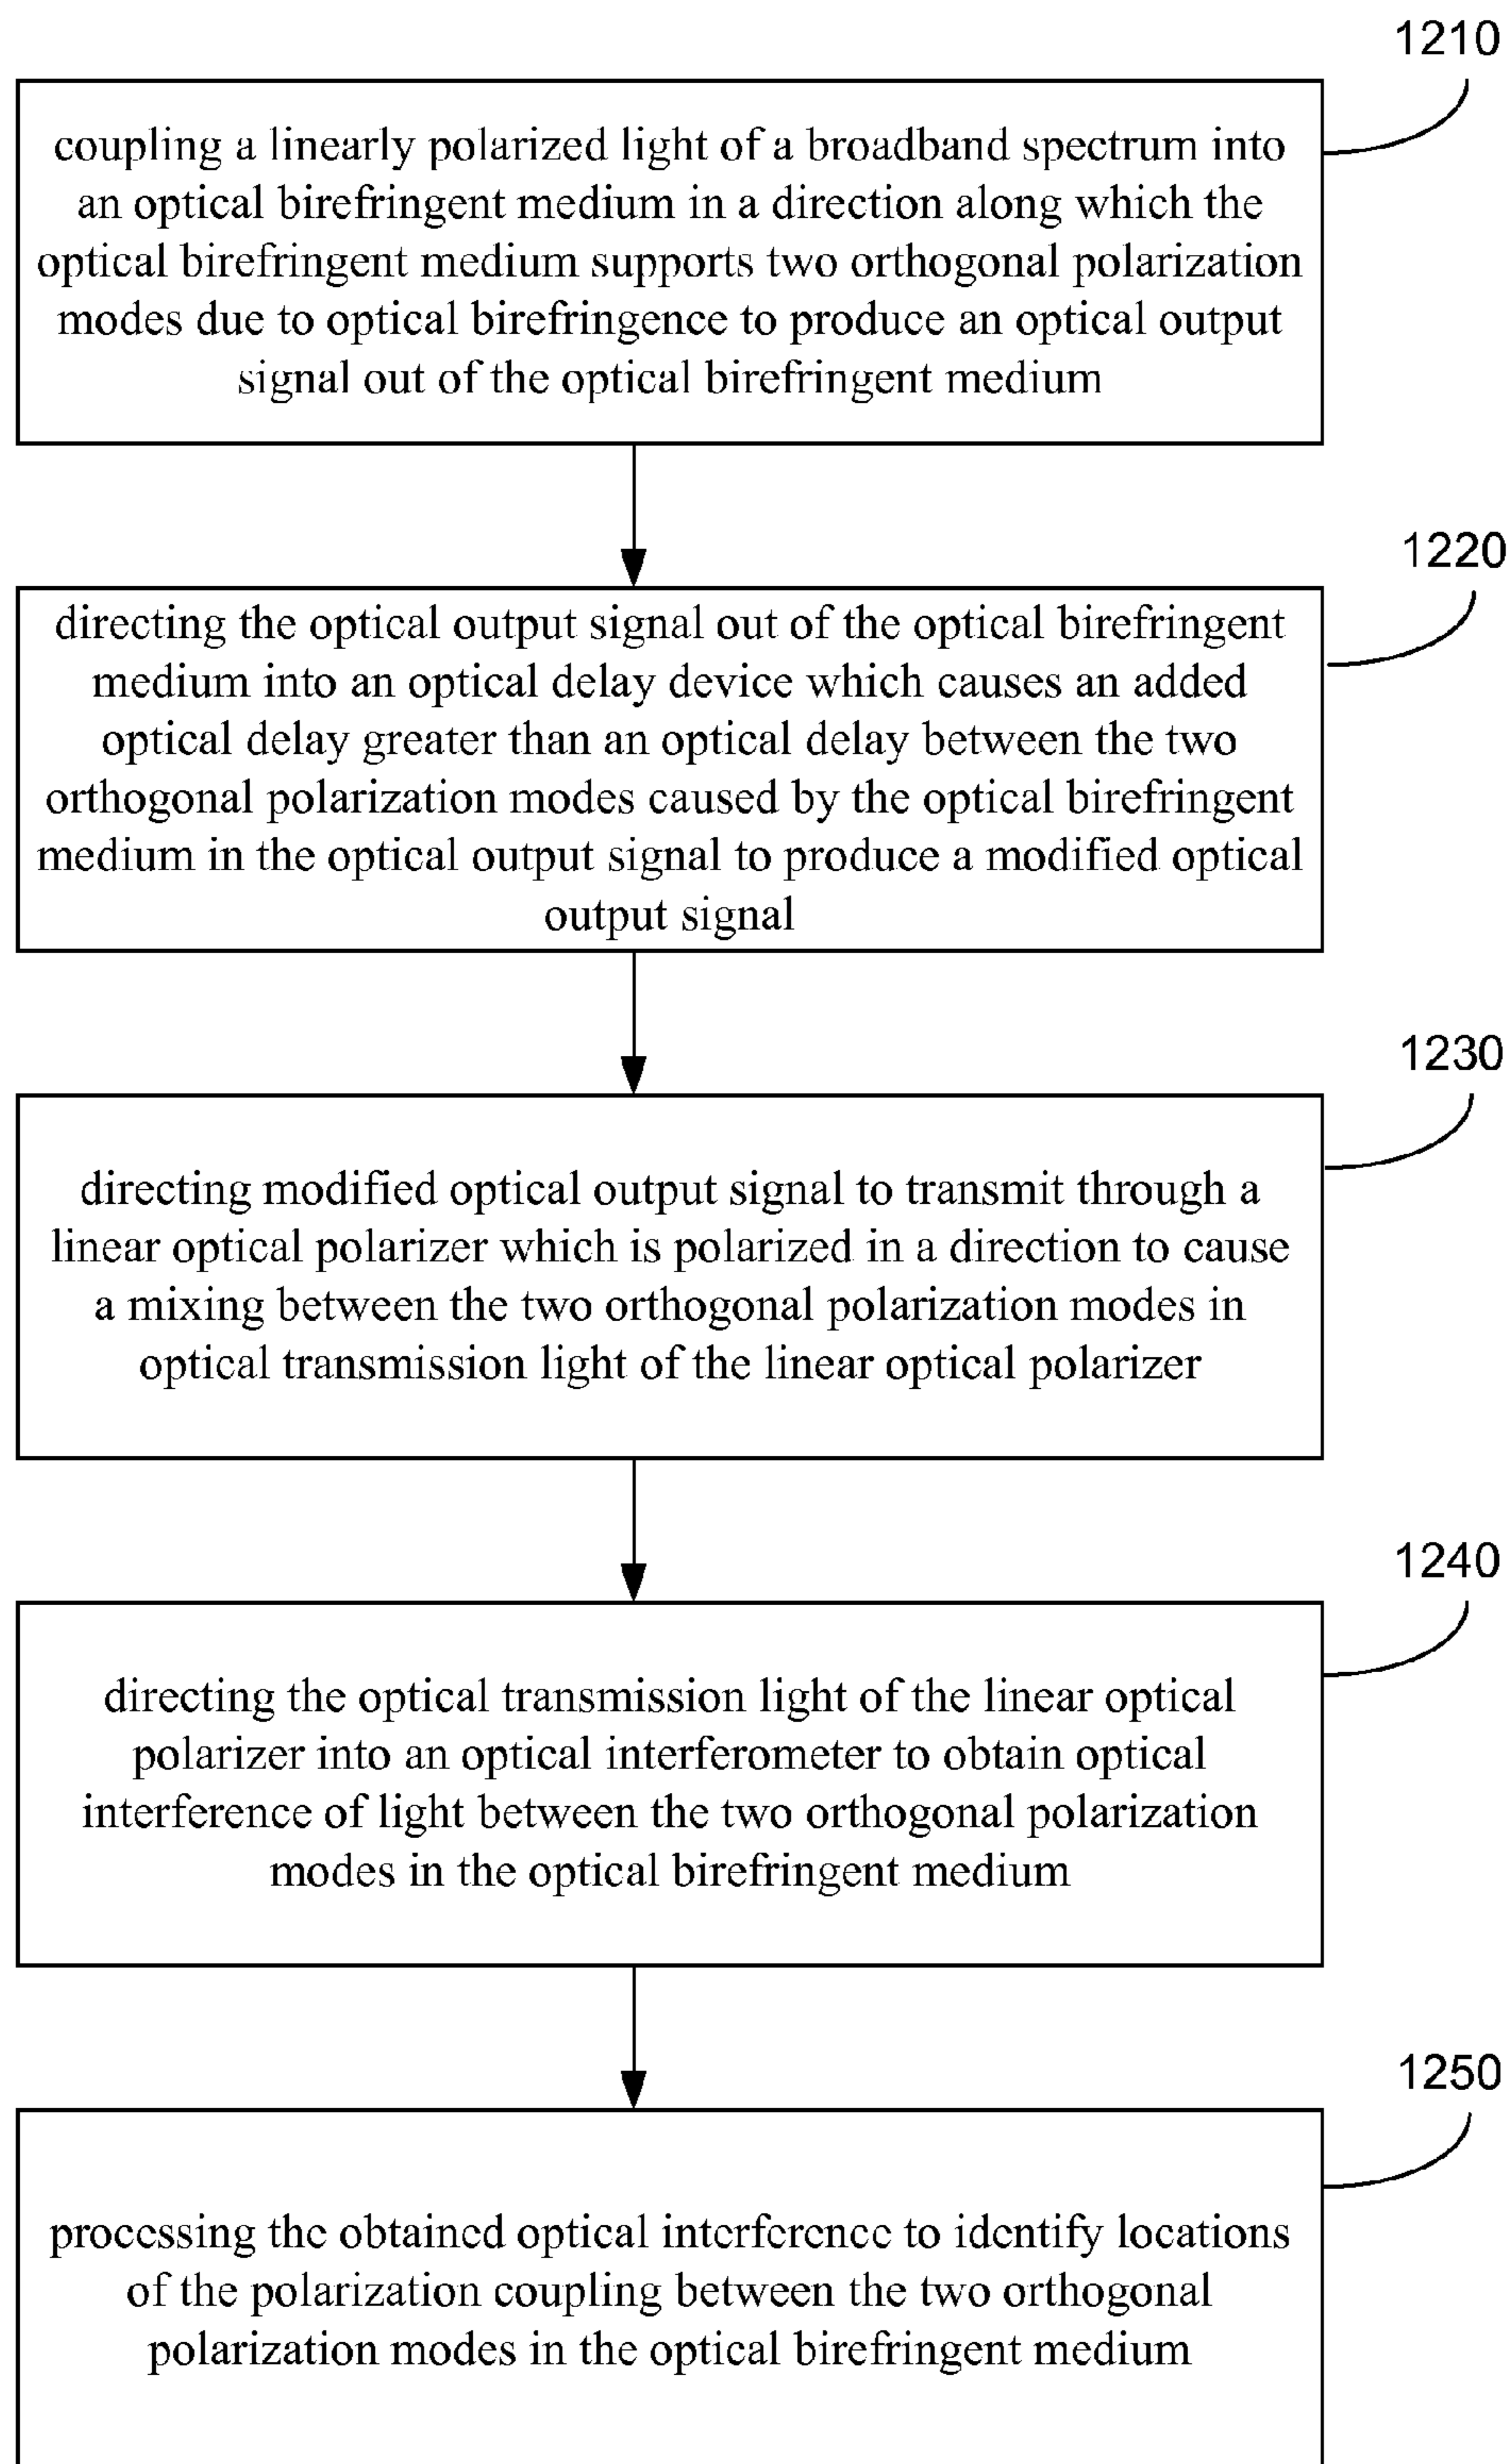 1210
coupling a linearly polarized light of a broadband spectrum into
an optical birefringent medium in a direction along which the
optical birefringent medium supports two orthogonal polarization
modes due to optical birefringence to produce an optical output
signal out of the optical birefringent medium
1220
directing the optical output signal out of the optical birefringent
medium into an optical delay device which causes an added
optical delay greater than an optical delay between the two
orthogonal polarization modes caused by the optical birefringent
medium in the optical output signal to produce a modified optical
output signal
1230
directing modified optical output signal to transmit through a
linear optical polarizer which is polarized in a direction to cause
a mixing between the two orthogonal polarization modes in
optical transmission light of the linear optical polarizer
1240
directing the optical transmission light of the linear optical
polarizer into an optical interferometer to obtain optical
interference of light between the two orthogonal polarization
modes in the optical birefringent medium
1250
processing the obtained optical interference to identify locations
of the polarization coupling between the two orthogonal
polarization modes in the optical birefringent medium